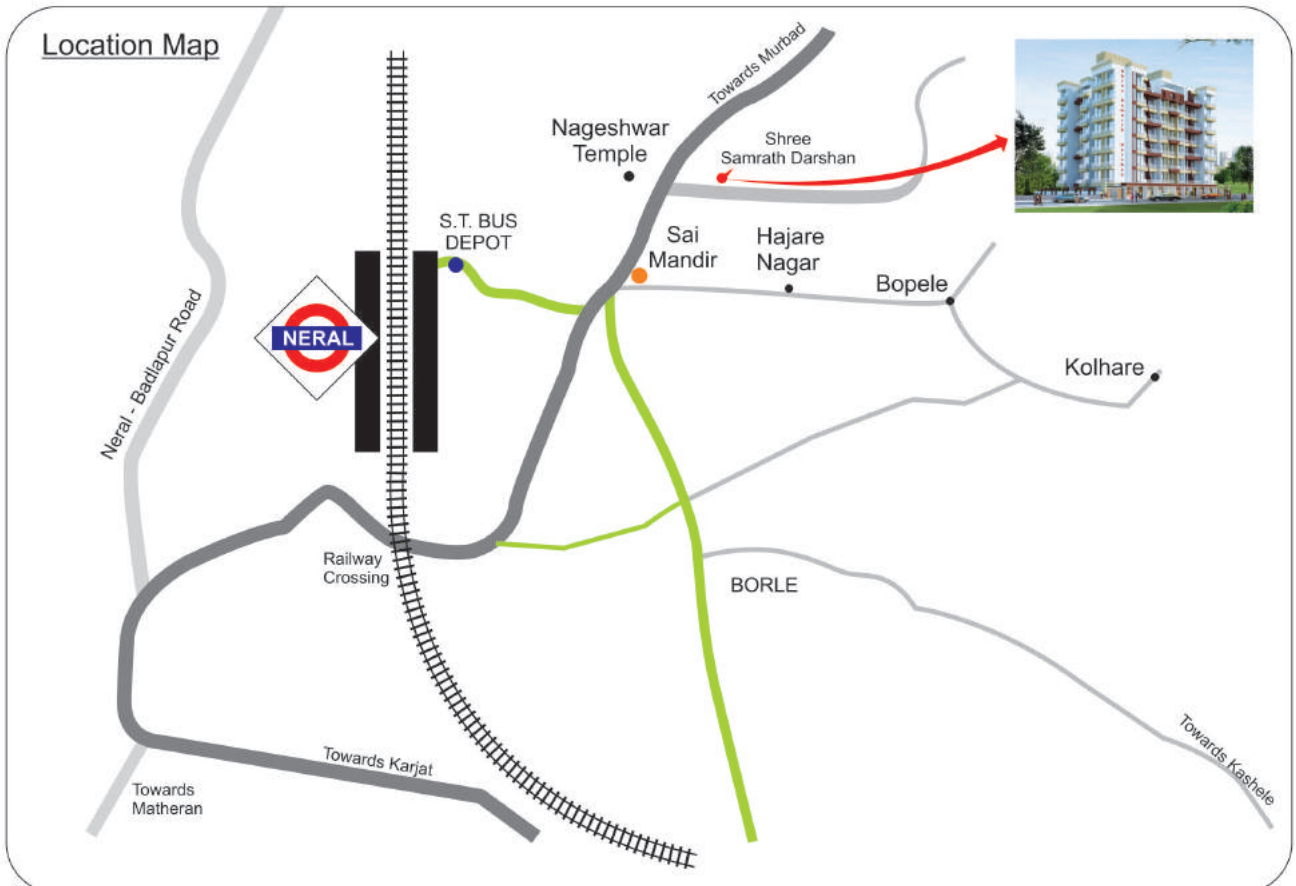 Location Map
Towards Murbad
Nageshwar
Temple
Shree
Samrath Darshan
S.T. BUS
DEPOT
Sai
Mandir
Hajare
Nagar
Bopele
NERAL
Kolhare
Neral - Badlapur Road
Railway
Crossing
BORLE
Towards Karjat
Towards
Matheran
Towards Kashele